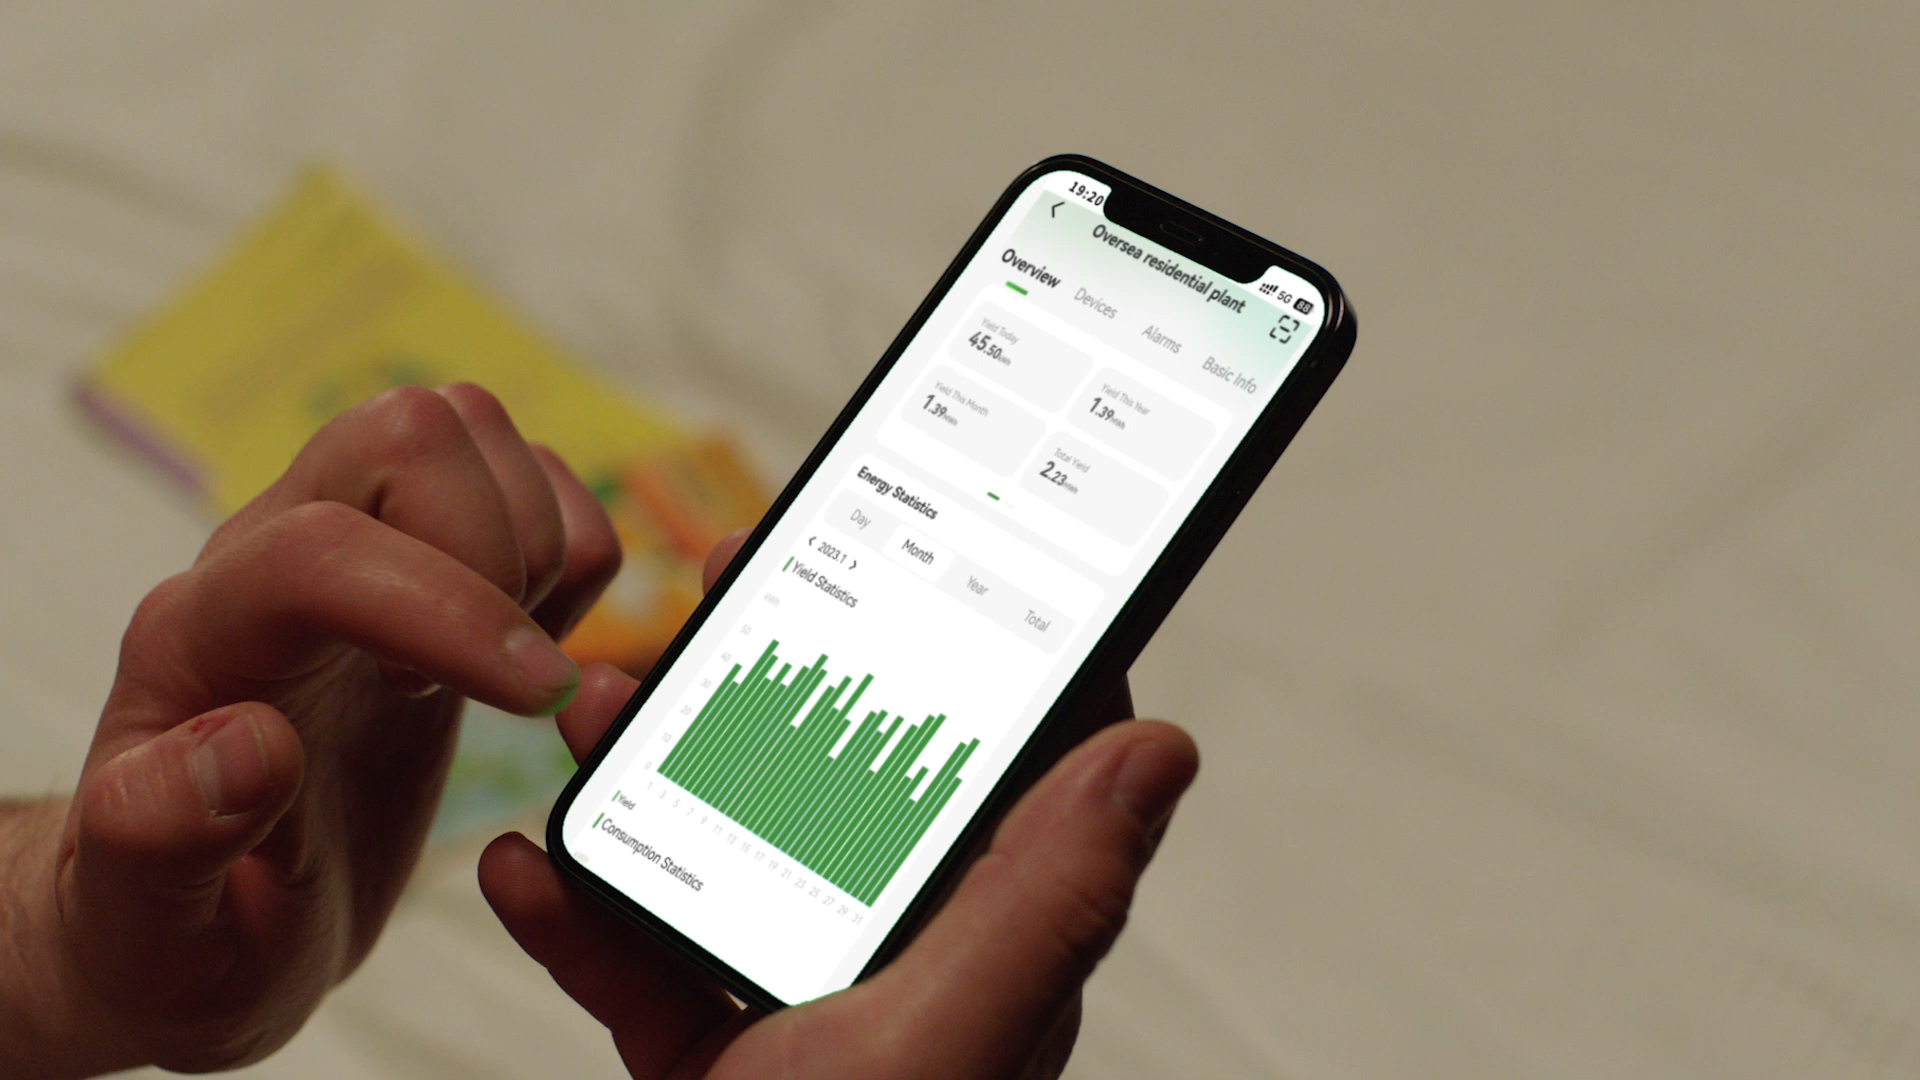 19:20
5G 88
Oversea residential plant
Overview Devices Alarms Basic Info
Yield Today
45.50kWh
Yield This Year
1.39MWh
Yield This Month
1.39MWh
Total Yield
2.23MWh
Energy Statistics
Day Month Year Total
2023.1
Yield Statistics
kWh
50
40
30
20
10
0
1 3 5 7 9 11 13 15 17 19 21 23 25 27 29 31
Yield
Consumption Statistics
kWh